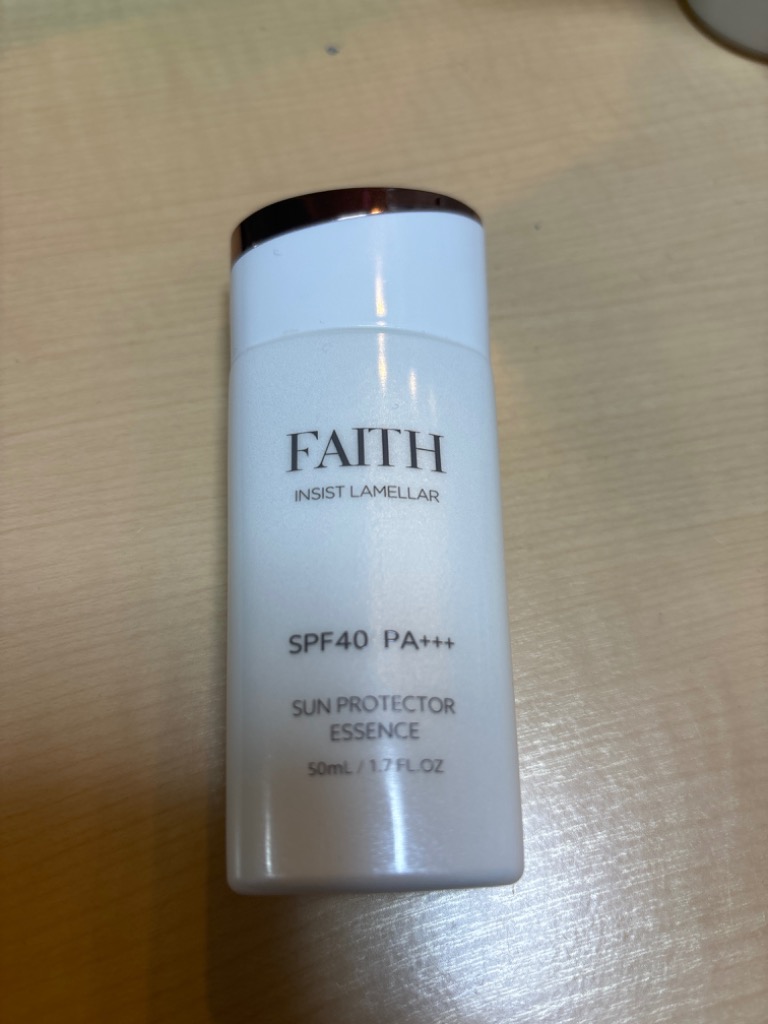 FAITH
INSIST LAMELLAR
SPF40 PA+++
SUN PROTECTOR
ESSENCE
50mL / 1.7 FL.OZ